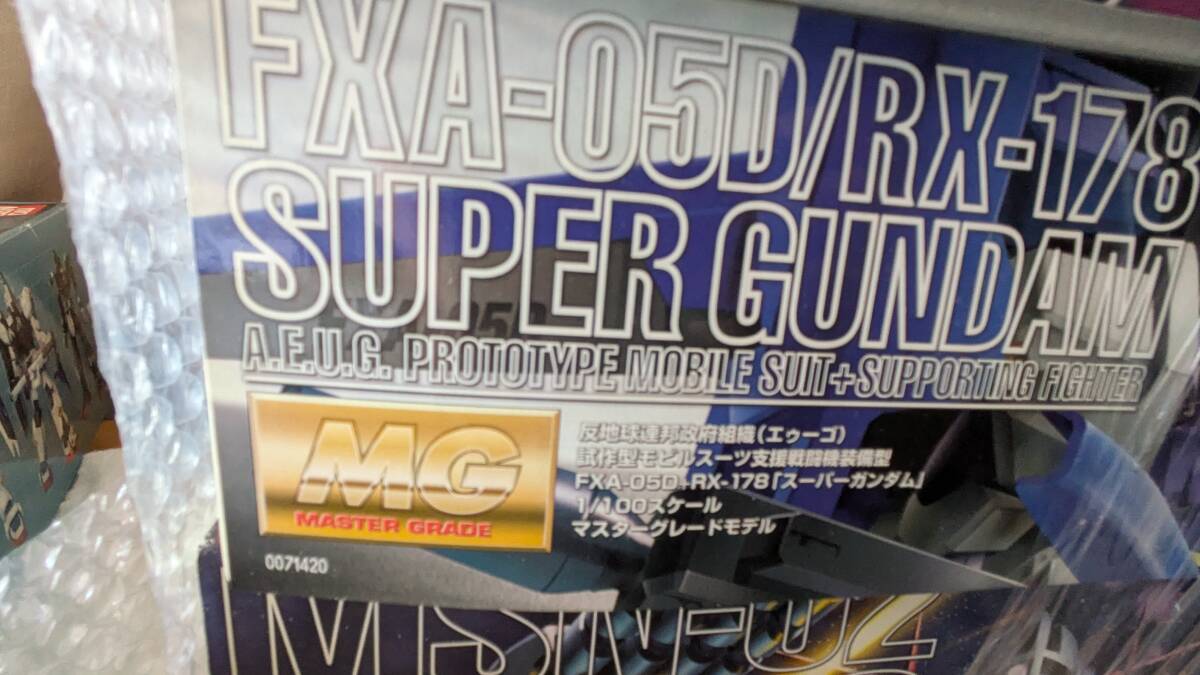 FXA-05D/RX-178
SUPER GUNDAM
A.E.U.G. PROTOTYPE MOBILE SUIT+SUPPORTING FIGHTER
MG
MASTER GRADE
反地球連邦政府組織(エゥーゴ)
試作型モビルスーツ支援戦闘機装備型
FXA-05D+RX-178「スーパーガンダム」
1/100スケール
マスターグレードモデル
0071420
MSN-02